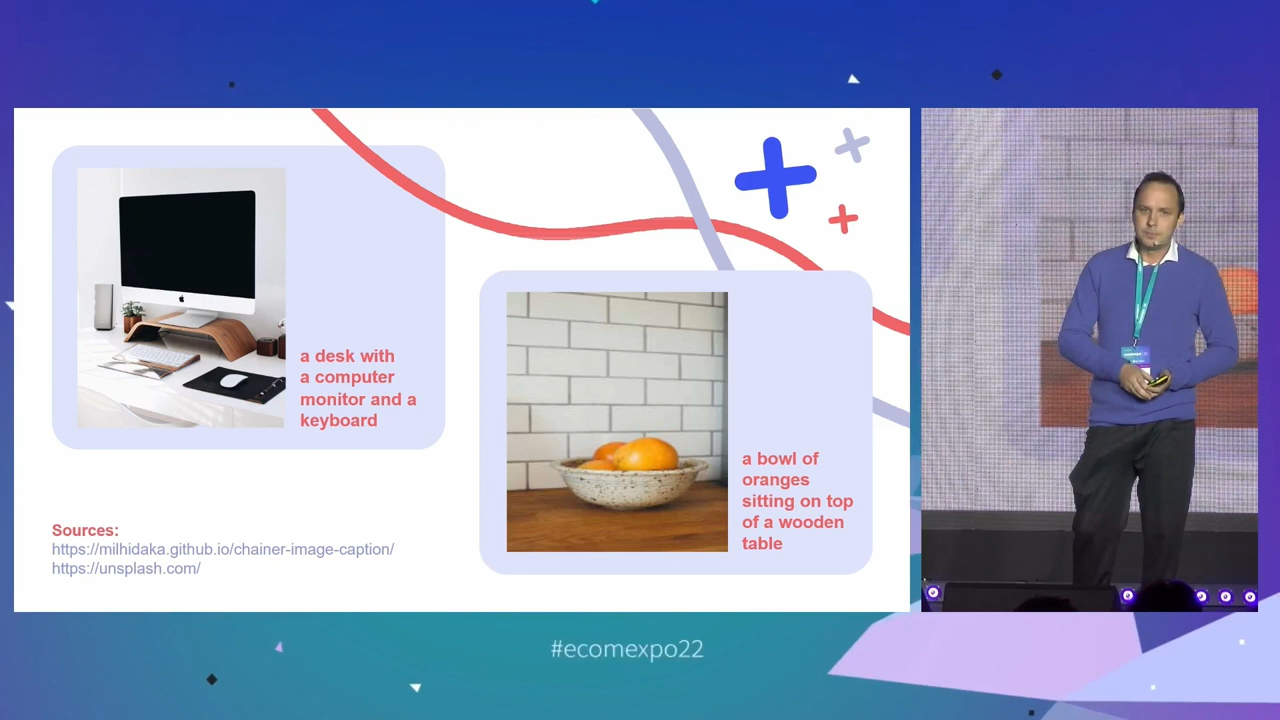 a desk with
a computer
monitor and a
keyboard
a bowl of
oranges
sitting on top
of a wooden
table
Sources:
https://milhidaka.github.io/chainer-image-caption/
https://unsplash.com/
#ecomexpo22